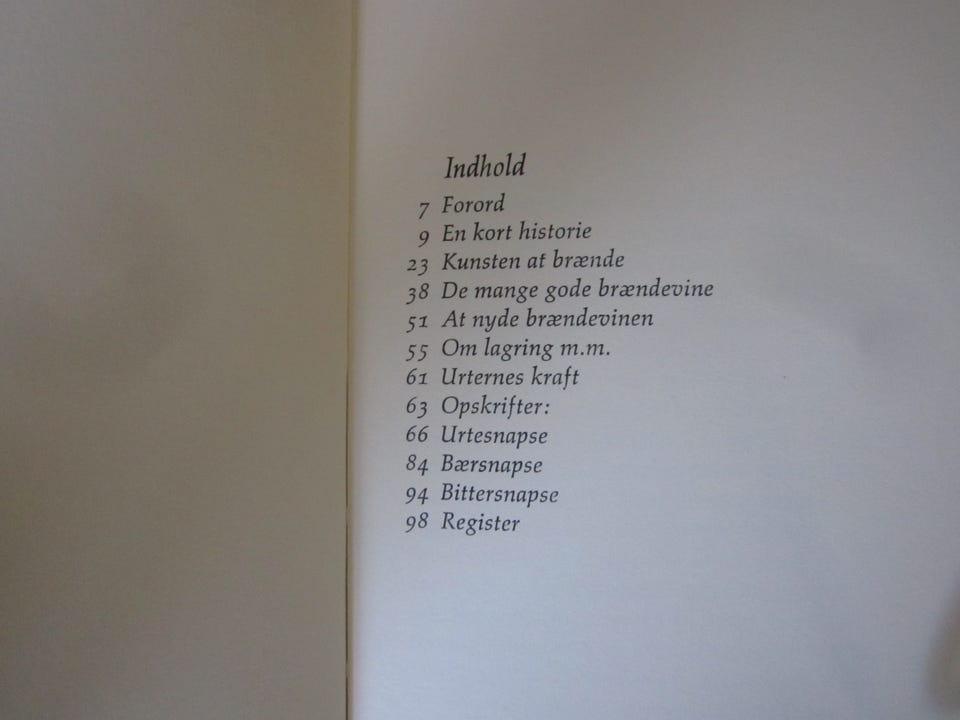 Indhold
7 Forord
9 En kort historie
23 Kunsten at brænde
38 De mange gode brændevine
51 At nyde brændevinen
55 Om lagring m.m.
61 Urternes kraft
63 Opskrifter:
66 Urtesnapse
84 Bærsnapse
94 Bittersnapse
98 Register